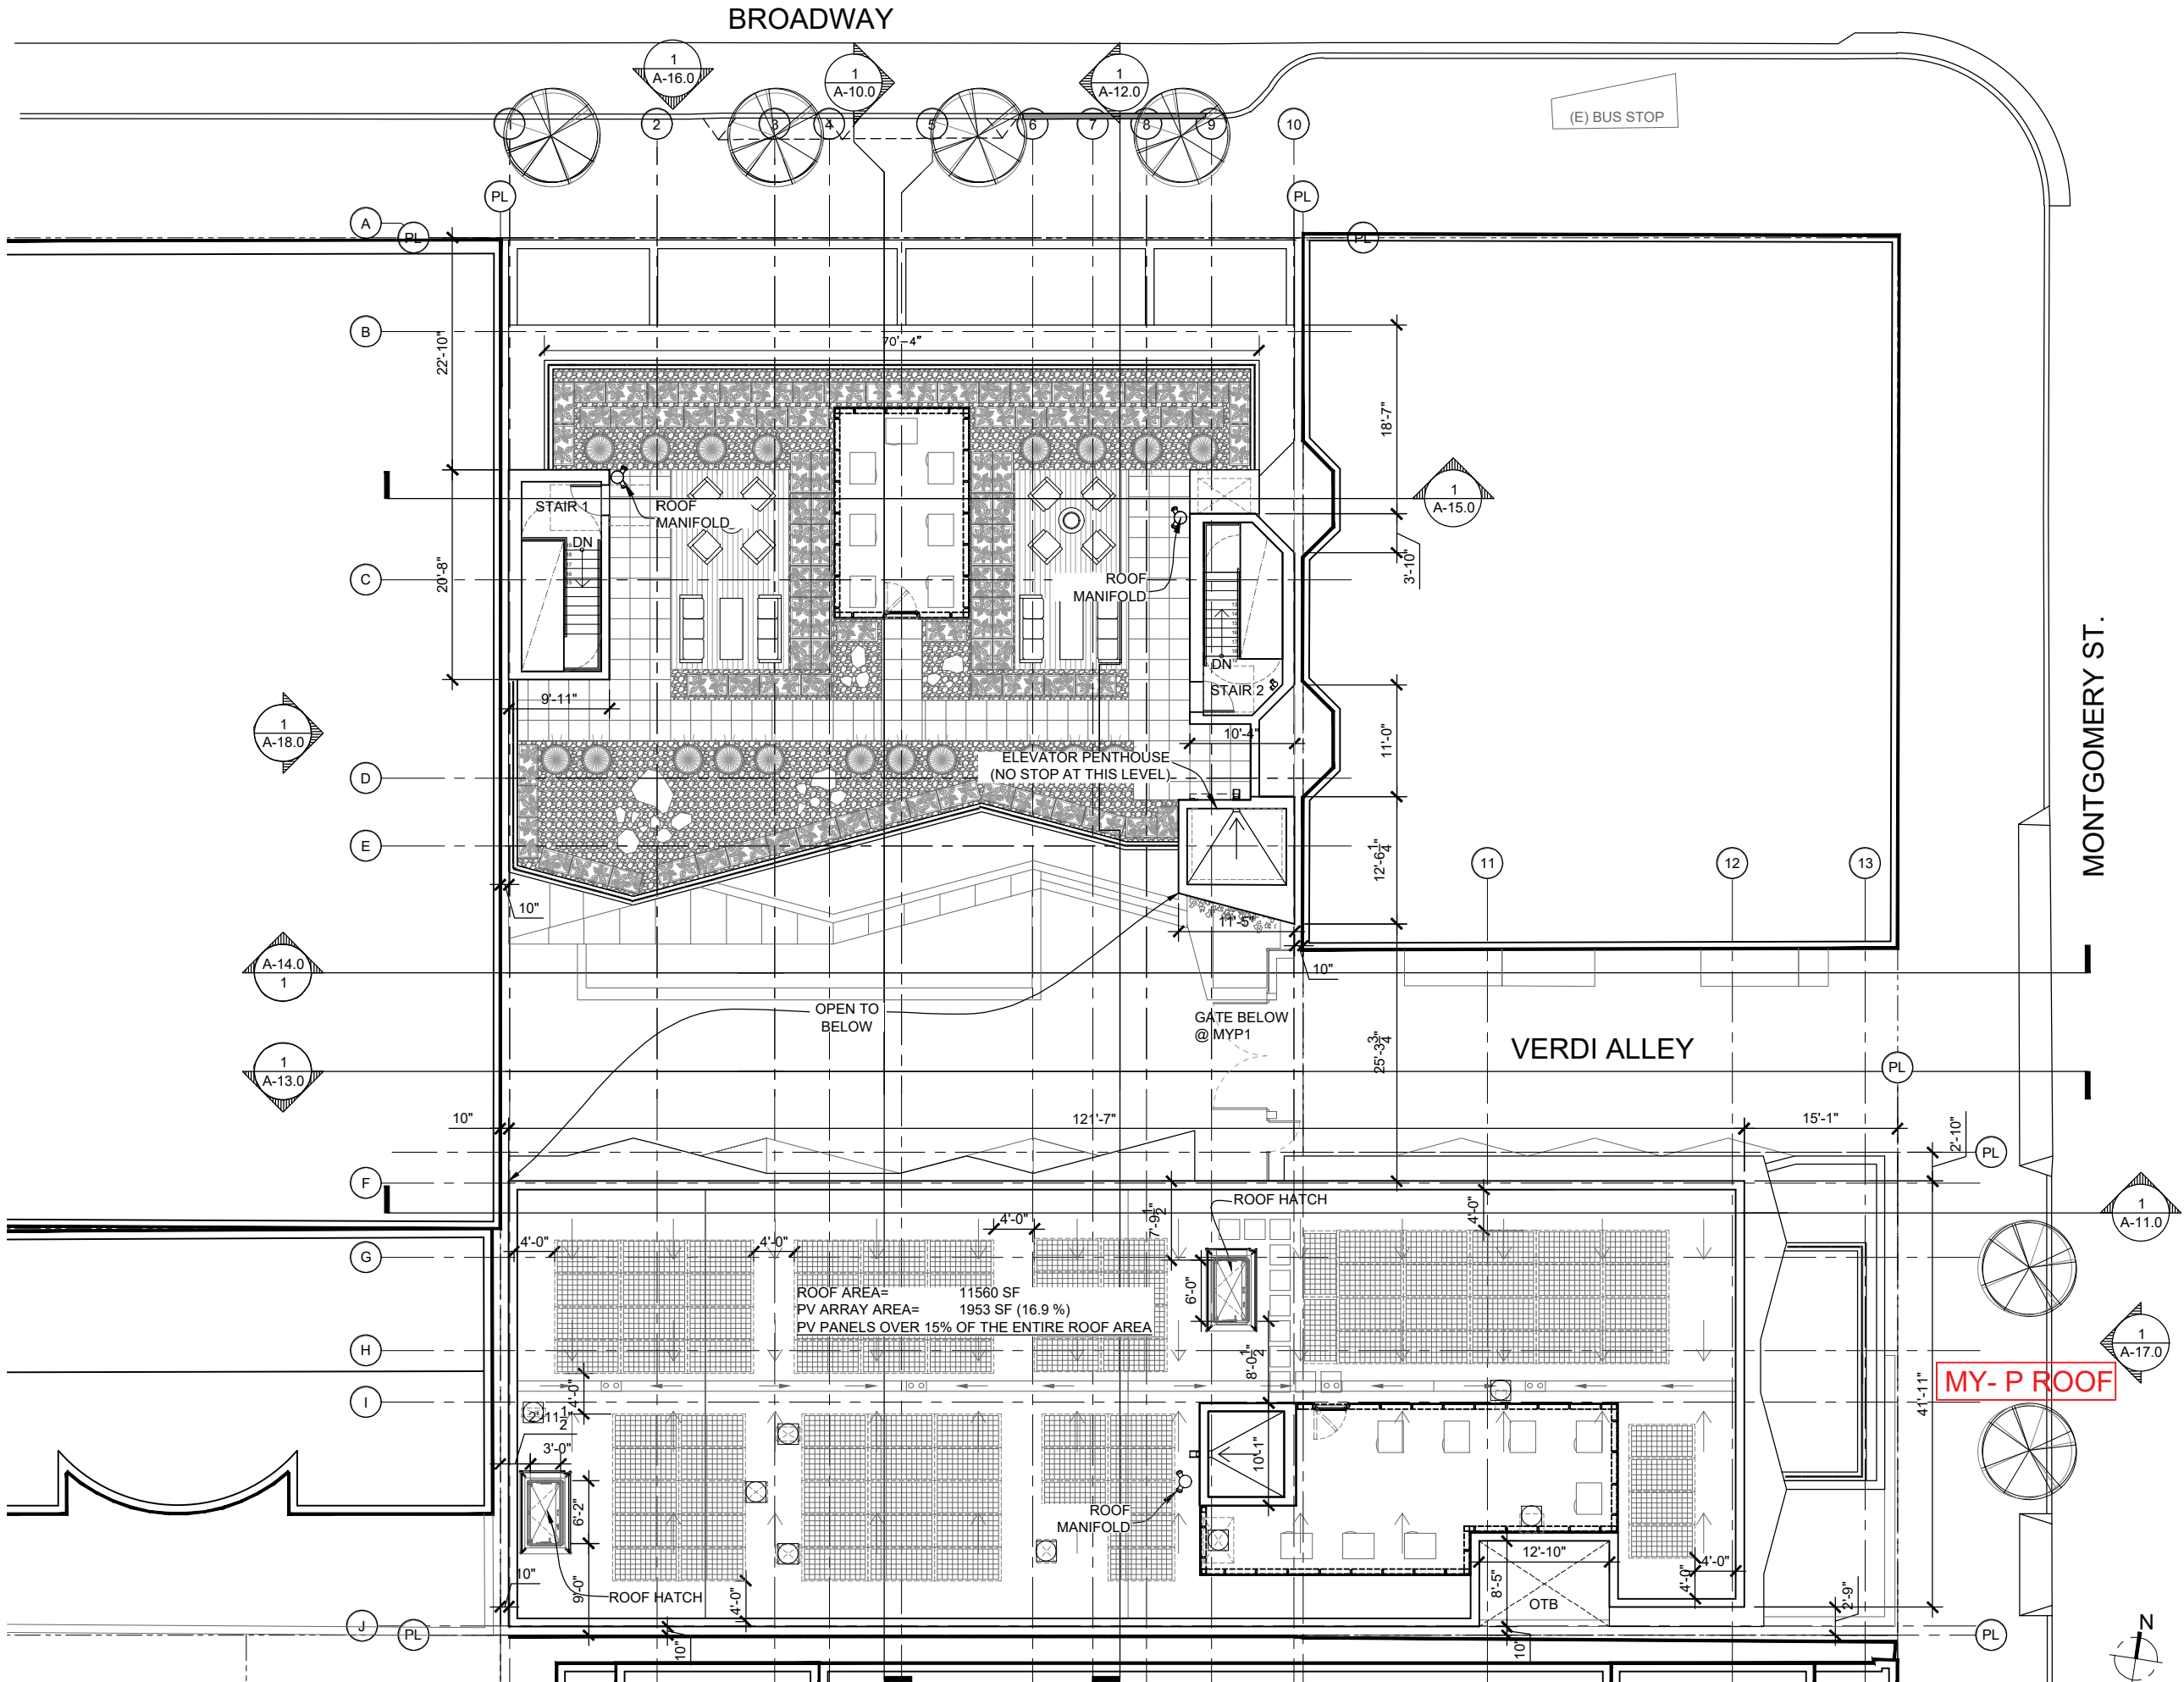 BROADWAY
1
A-16.0
1
A-10.0
1
A-12.0
(E) BUS STOP
1
2
3
4
5
6
7
8
9
10
PL
PL
A
PL
PL
B
22'-10"
70'-4"
18'-7"
STAIR 1
ROOF
MANIFOLD
1
A-15.0
DN
C
20'-8"
ROOF
MANIFOLD
3'-10"
DN
STAIR 2
9'-11"
1
A-18.0
10'-4"
11'-0"
MONTGOMERY ST.
D
ELEVATOR PENTHOUSE
(NO STOP AT THIS LEVEL)
E
12'-6 1/4"
11
12
13
10"
11'-5"
A-14.0
1
10"
OPEN TO
BELOW
GATE BELOW
@ MYP1
25'-3 3/4"
VERDI ALLEY
1
A-13.0
PL
10"
121'-7"
15'-1"
2'-10"
PL
F
ROOF HATCH
1
A-11.0
4'-0"
7'-9 1/2"
4'-0"
G
4'-0"
4'-0"
6'-0"
ROOF AREA= 11560 SF
PV ARRAY AREA= 1953 SF (16.9 %)
PV PANELS OVER 15% OF THE ENTIRE ROOF AREA
H
8'-0 1/2"
1
A-17.0
MY- P ROOF
I
4'-0"
2'-11 1/2"
41'-11"
3'-0"
10'-1"
6'-2"
ROOF
MANIFOLD
12'-10"
4'-0"
10"
9'-0"
ROOF HATCH
4'-0"
8'-5"
OTB
4'-0"
2'-9"
J
PL
10"
10"
PL
N